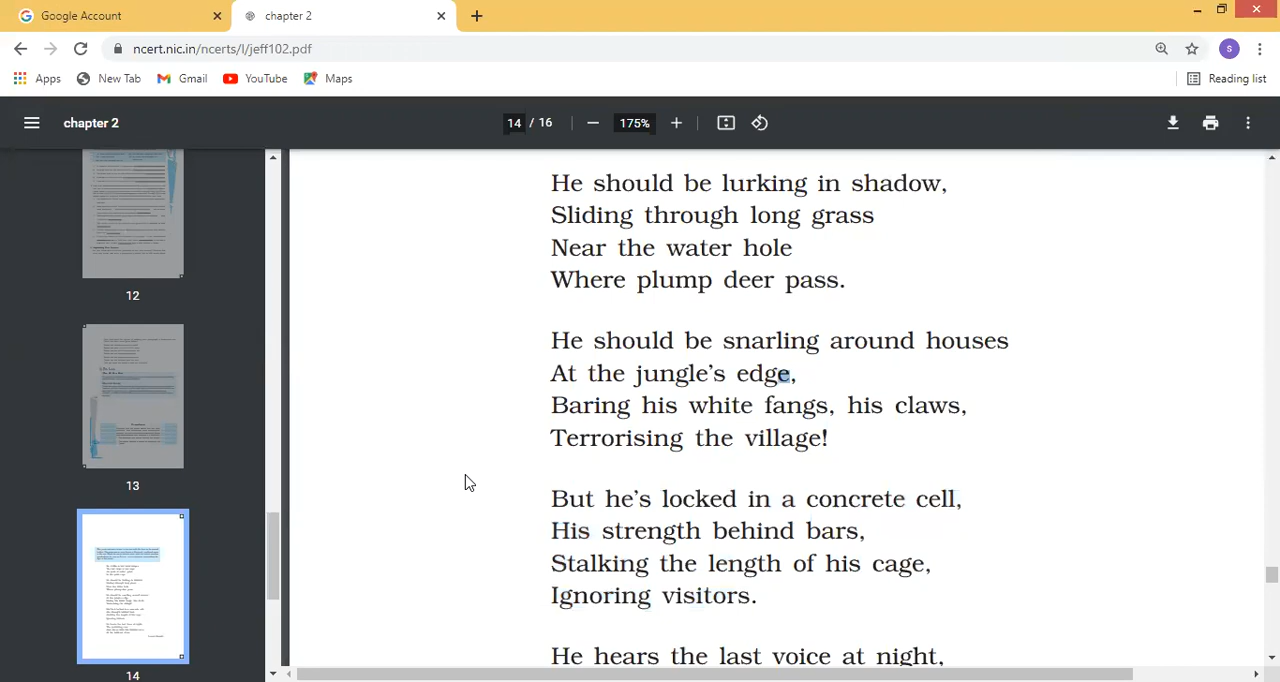 Google Account
chapter 2
ncert.nic.in/ncerts/l/jeff102.pdf
S
Apps New Tab Gmail YouTube Maps Reading list
chapter 2 14 / 16 175%
12
13
14
He should be lurking in shadow,
Sliding through long grass
Near the water hole
Where plump deer pass.
He should be snarling around houses
At the jungle's edge,
Baring his white fangs, his claws,
Terrorising the village!
But he's locked in a concrete cell,
His strength behind bars,
Stalking the length of his cage,
Ignoring visitors.
He hears the last voice at night,